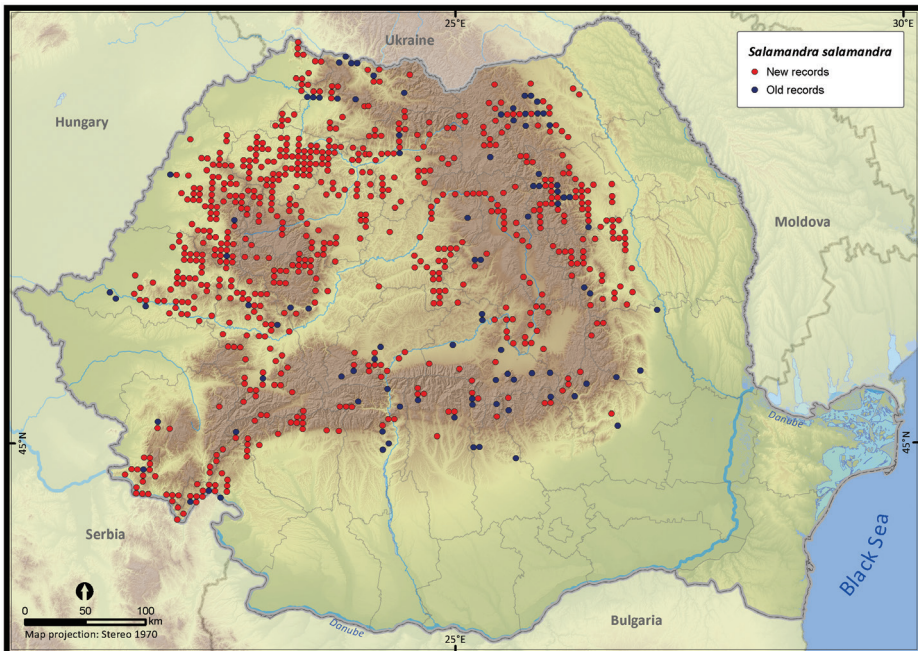 25°E
30°E
Ukraine
Salamandra salamandra
New records
Old records
Hungary
Moldova
45°N
45°N
Danube
Serbia
Black Sea
0 50 100
km
Map projection: Stereo 1970
Danube
25°E
Bulgaria